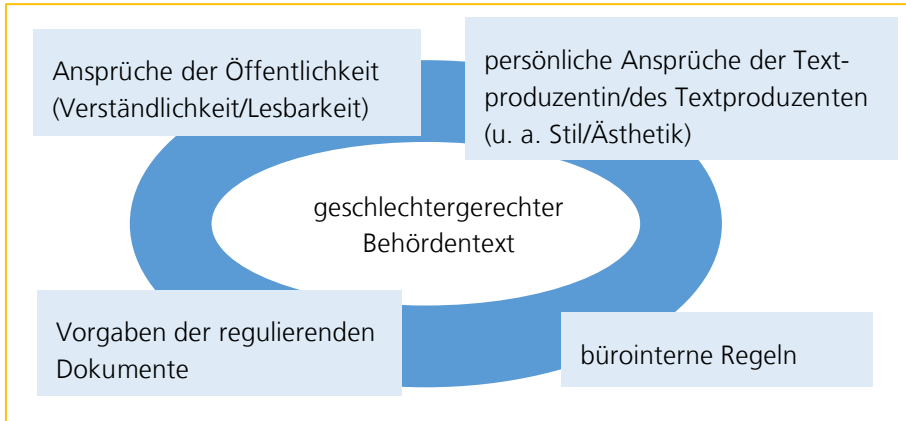 Ansprüche der Öffentlichkeit
(Verständlichkeit/Lesbarkeit)
persönliche Ansprüche der Text-
produzentin/des Textproduzenten
(u. a. Stil/Ästhetik)
geschlechtergerechter
Behördentext
Vorgaben der regulierenden
Dokumente
bürointerne Regeln